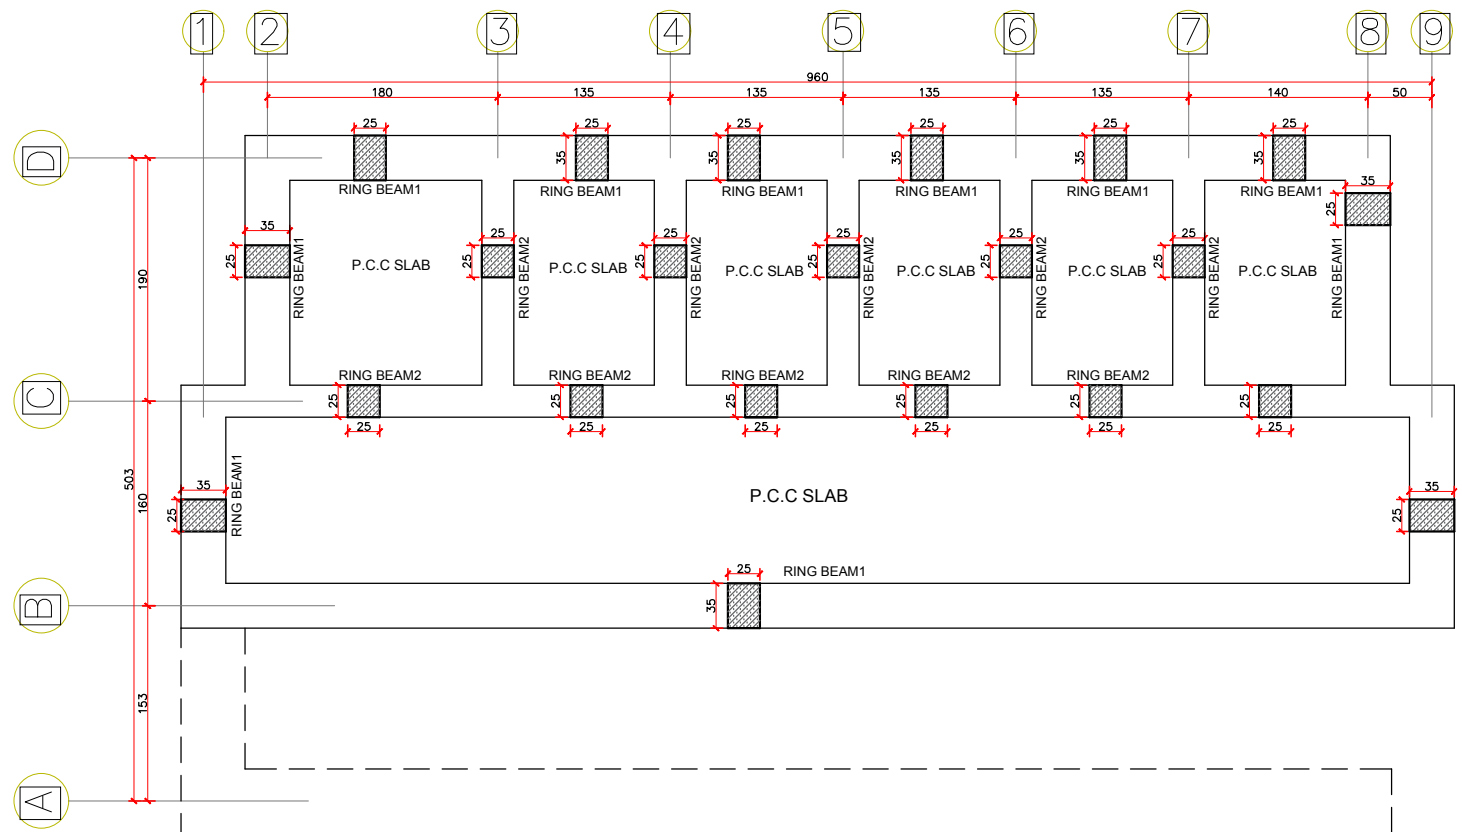 1 2 3 4 5 6 7 8 9
960
180 135 135 135 135 140 50
25 25 25 25 25 25
D
35 35 35 35 35
RING BEAM1 RING BEAM1 RING BEAM1 RING BEAM1 RING BEAM1 RING BEAM1
35
25
35 25 25 25 25 25
25 25 25 25 25 25
RING BEAM1 RING BEAM2 RING BEAM2 RING BEAM2 RING BEAM2 RING BEAM2 RING BEAM1
P.C.C SLAB P.C.C SLAB P.C.C SLAB P.C.C SLAB P.C.C SLAB P.C.C SLAB
190
RING BEAM2 RING BEAM2 RING BEAM2 RING BEAM2 RING BEAM2
C
25 25 25 25 25 25
25 25 25 25 25 25
503
160
35
25
RING BEAM1
P.C.C SLAB
35
25
25
RING BEAM1
35
B
153
A